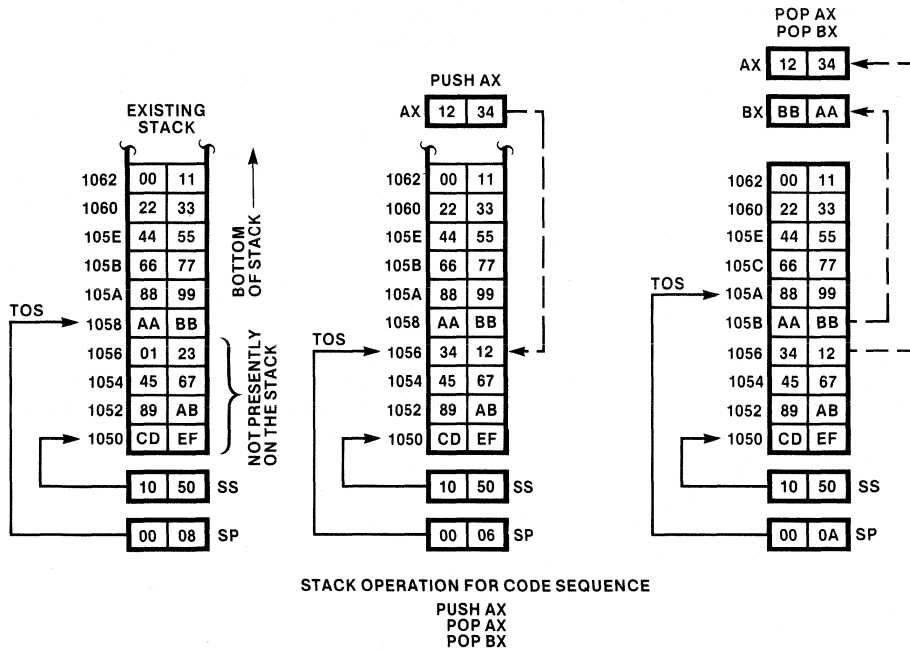 EXISTING
STACK
1062 00 11
1060 22 33
105E 44 55
105B 66 77
105A 88 99
TOS
1058 AA BB
1056 01 23
1054 45 67
1052 89 AB
1050 CD EF
10 50 SS
00 08 SP
BOTTOM
OF STACK
NOT PRESENTLY
ON THE STACK
PUSH AX
AX 12 34
1062 00 11
1060 22 33
105E 44 55
105B 66 77
105A 88 99
1058 AA BB
TOS
1056 34 12
1054 45 67
1052 89 AB
1050 CD EF
10 50 SS
00 06 SP
POP AX
POP BX
AX 12 34
BX BB AA
1062 00 11
1060 22 33
105E 44 55
105C 66 77
TOS
105A 88 99
105B AA BB
1056 34 12
1054 45 67
1052 89 AB
1050 CD EF
10 50 SS
00 0A SP
STACK OPERATION FOR CODE SEQUENCE
PUSH AX
POP AX
POP BX